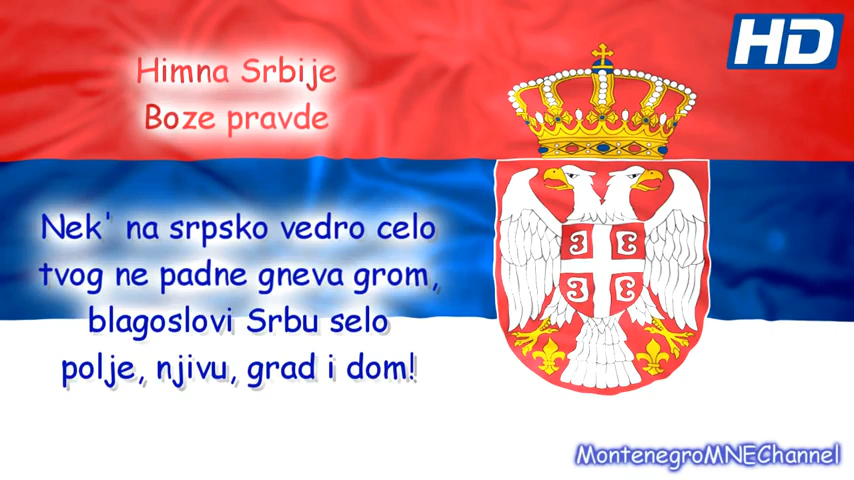 HD
Himna Srbije
Boze pravde
Nek' na srpsko vedro celo
tvog ne padne gneva grom,
blagoslovi Srbu selo
polje, njivu, grad i dom!
MontenegroMNEChannel